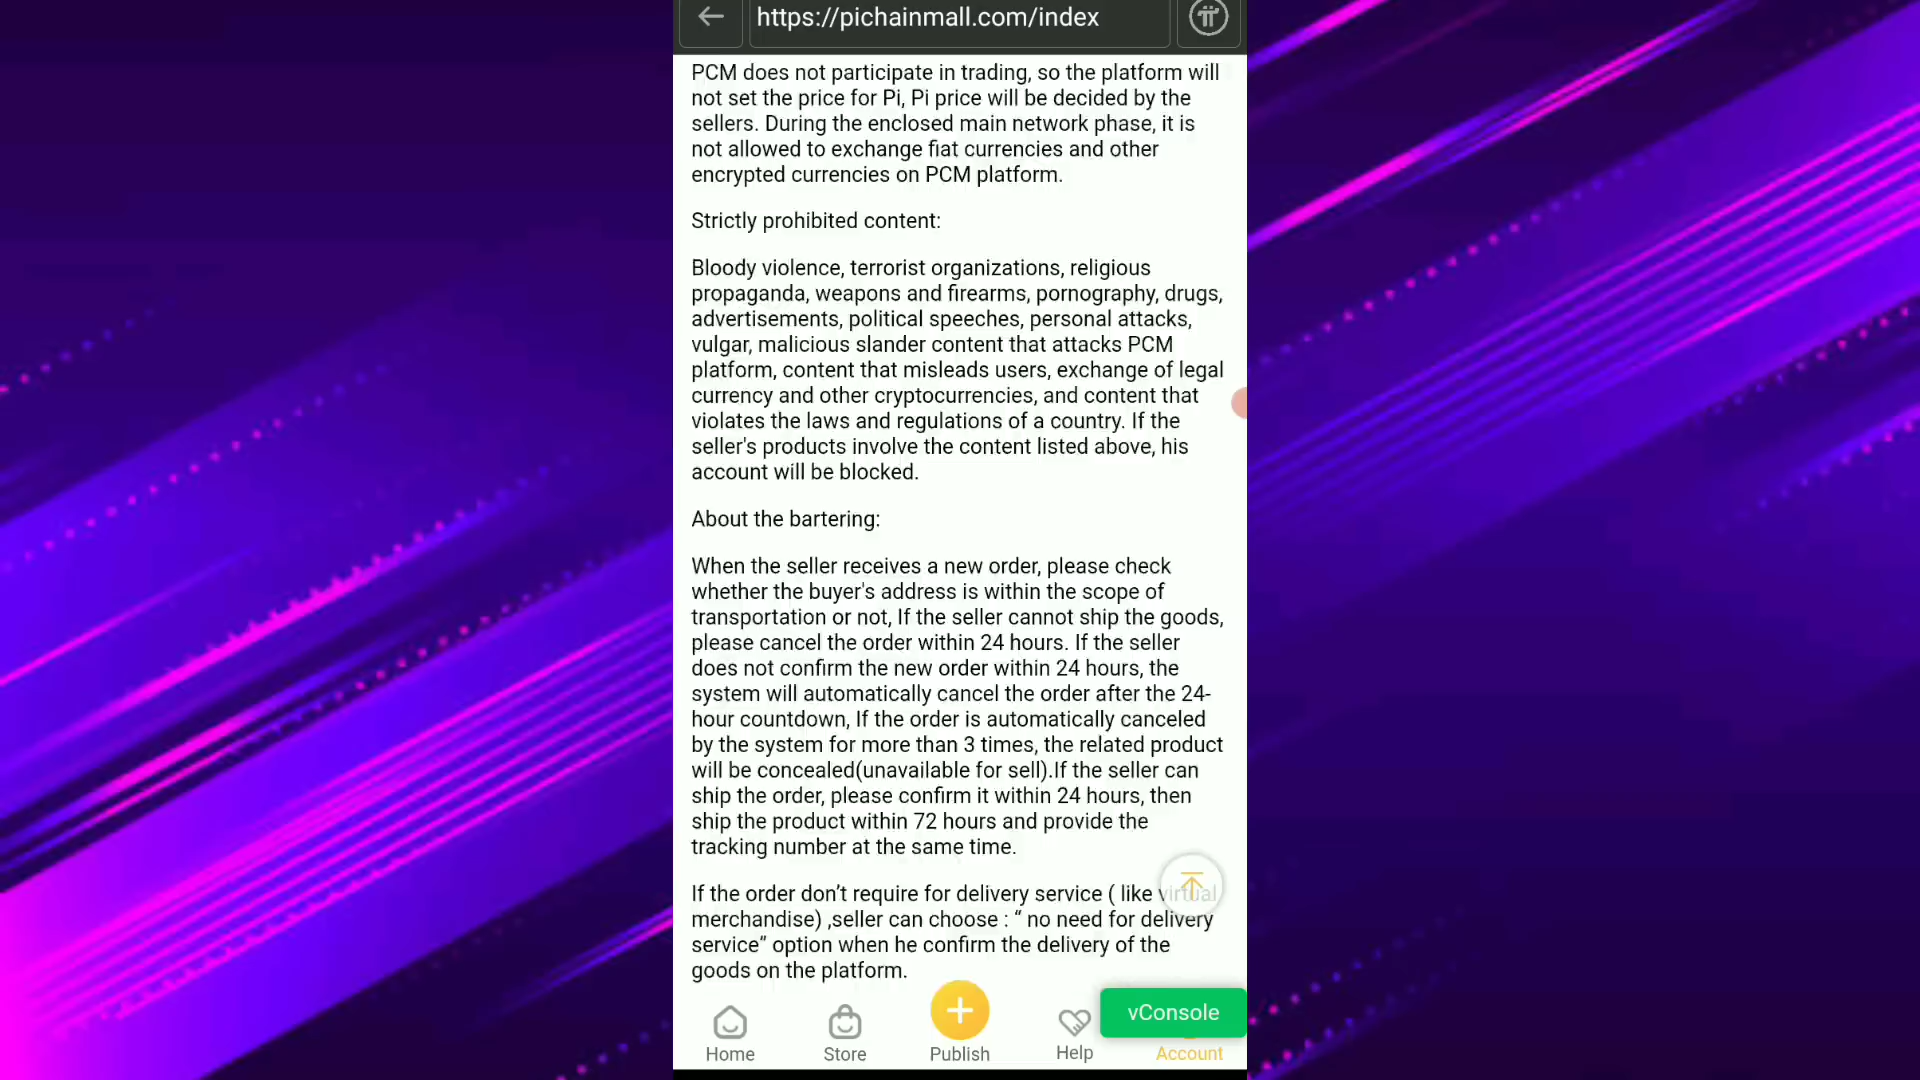 https://pichainmall.com/index
PCM does not participate in trading, so the platform will
not set the price for Pi, Pi price will be decided by the
sellers. During the enclosed main network phase, it is
not allowed to exchange fiat currencies and other
encrypted currencies on PCM platform.
Strictly prohibited content:
Bloody violence, terrorist organizations, religious
propaganda, weapons and firearms, pornography, drugs,
advertisements, political speeches, personal attacks,
vulgar, malicious slander content that attacks PCM
platform, content that misleads users, exchange of legal
currency and other cryptocurrencies, and content that
violates the laws and regulations of a country. If the
seller's products involve the content listed above, his
account will be blocked.
About the bartering:
When the seller receives a new order, please check
whether the buyer's address is within the scope of
transportation or not, If the seller cannot ship the goods,
please cancel the order within 24 hours. If the seller
does not confirm the new order within 24 hours, the
system will automatically cancel the order after the 24-
hour countdown, If the order is automatically canceled
by the system for more than 3 times, the related product
will be concealed(unavailable for sell).If the seller can
ship the order, please confirm it within 24 hours, then
ship the product within 72 hours and provide the
tracking number at the same time.
If the order don’t require for delivery service ( like virtual
merchandise) ,seller can choose : “ no need for delivery
service” option when he confirm the delivery of the
goods on the platform.
vConsole
Home
Store
Publish
Help
Account